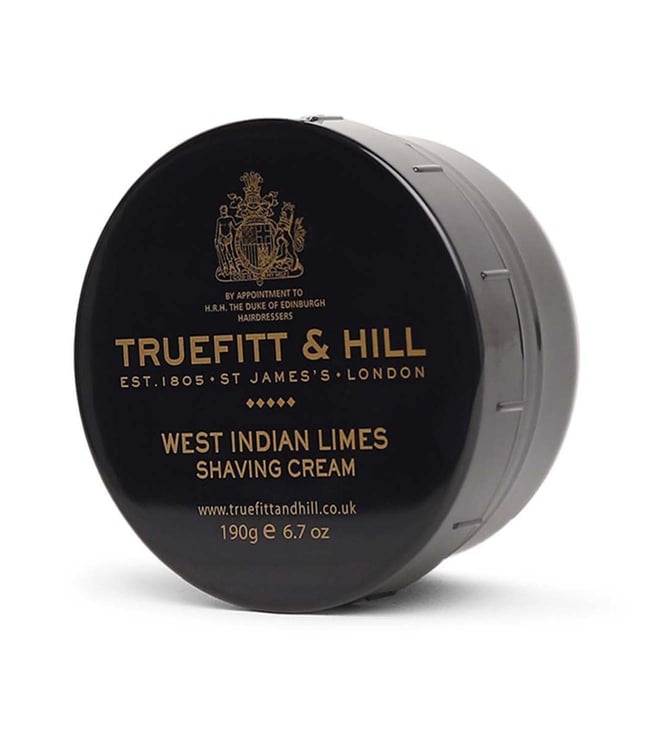 BY APPOINTMENT TO
H.R.H. THE DUKE OF EDINBURGH
HAIRDRESSERS
TRUEFITT & HILL
EST.1805 • ST JAMES'S • LONDON
WEST INDIAN LIMES
SHAVING CREAM
www.truefittandhill.co.uk
190g e 6.7 oz